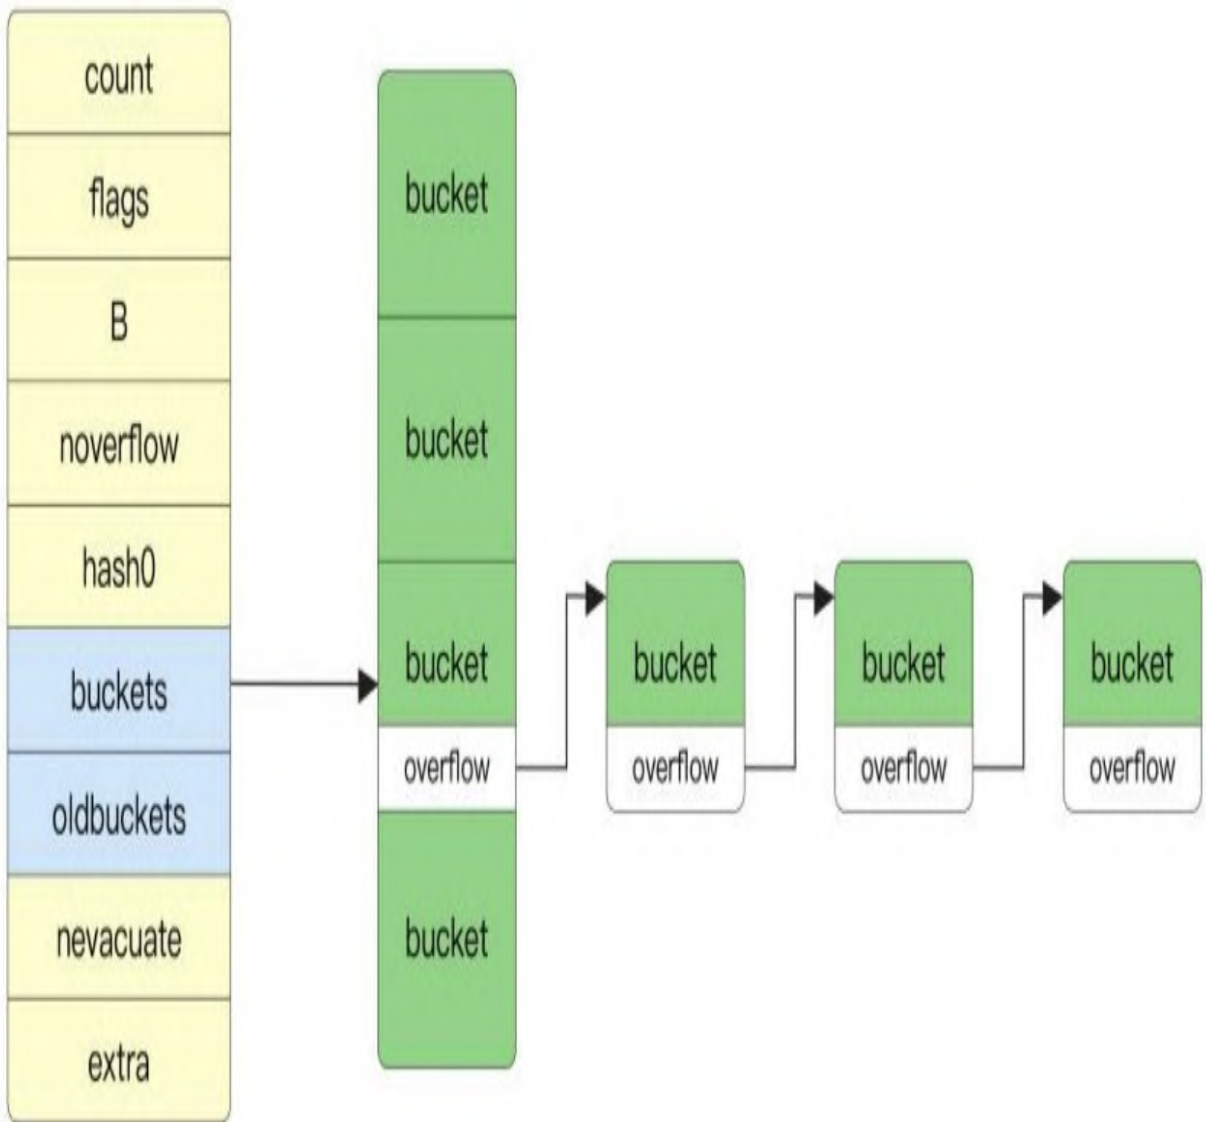 count
flags
B
noverflow
hash0
buckets
oldbuckets
nevacuate
extra
bucket
bucket
bucket
overflow
bucket
bucket
overflow
bucket
overflow
bucket
overflow